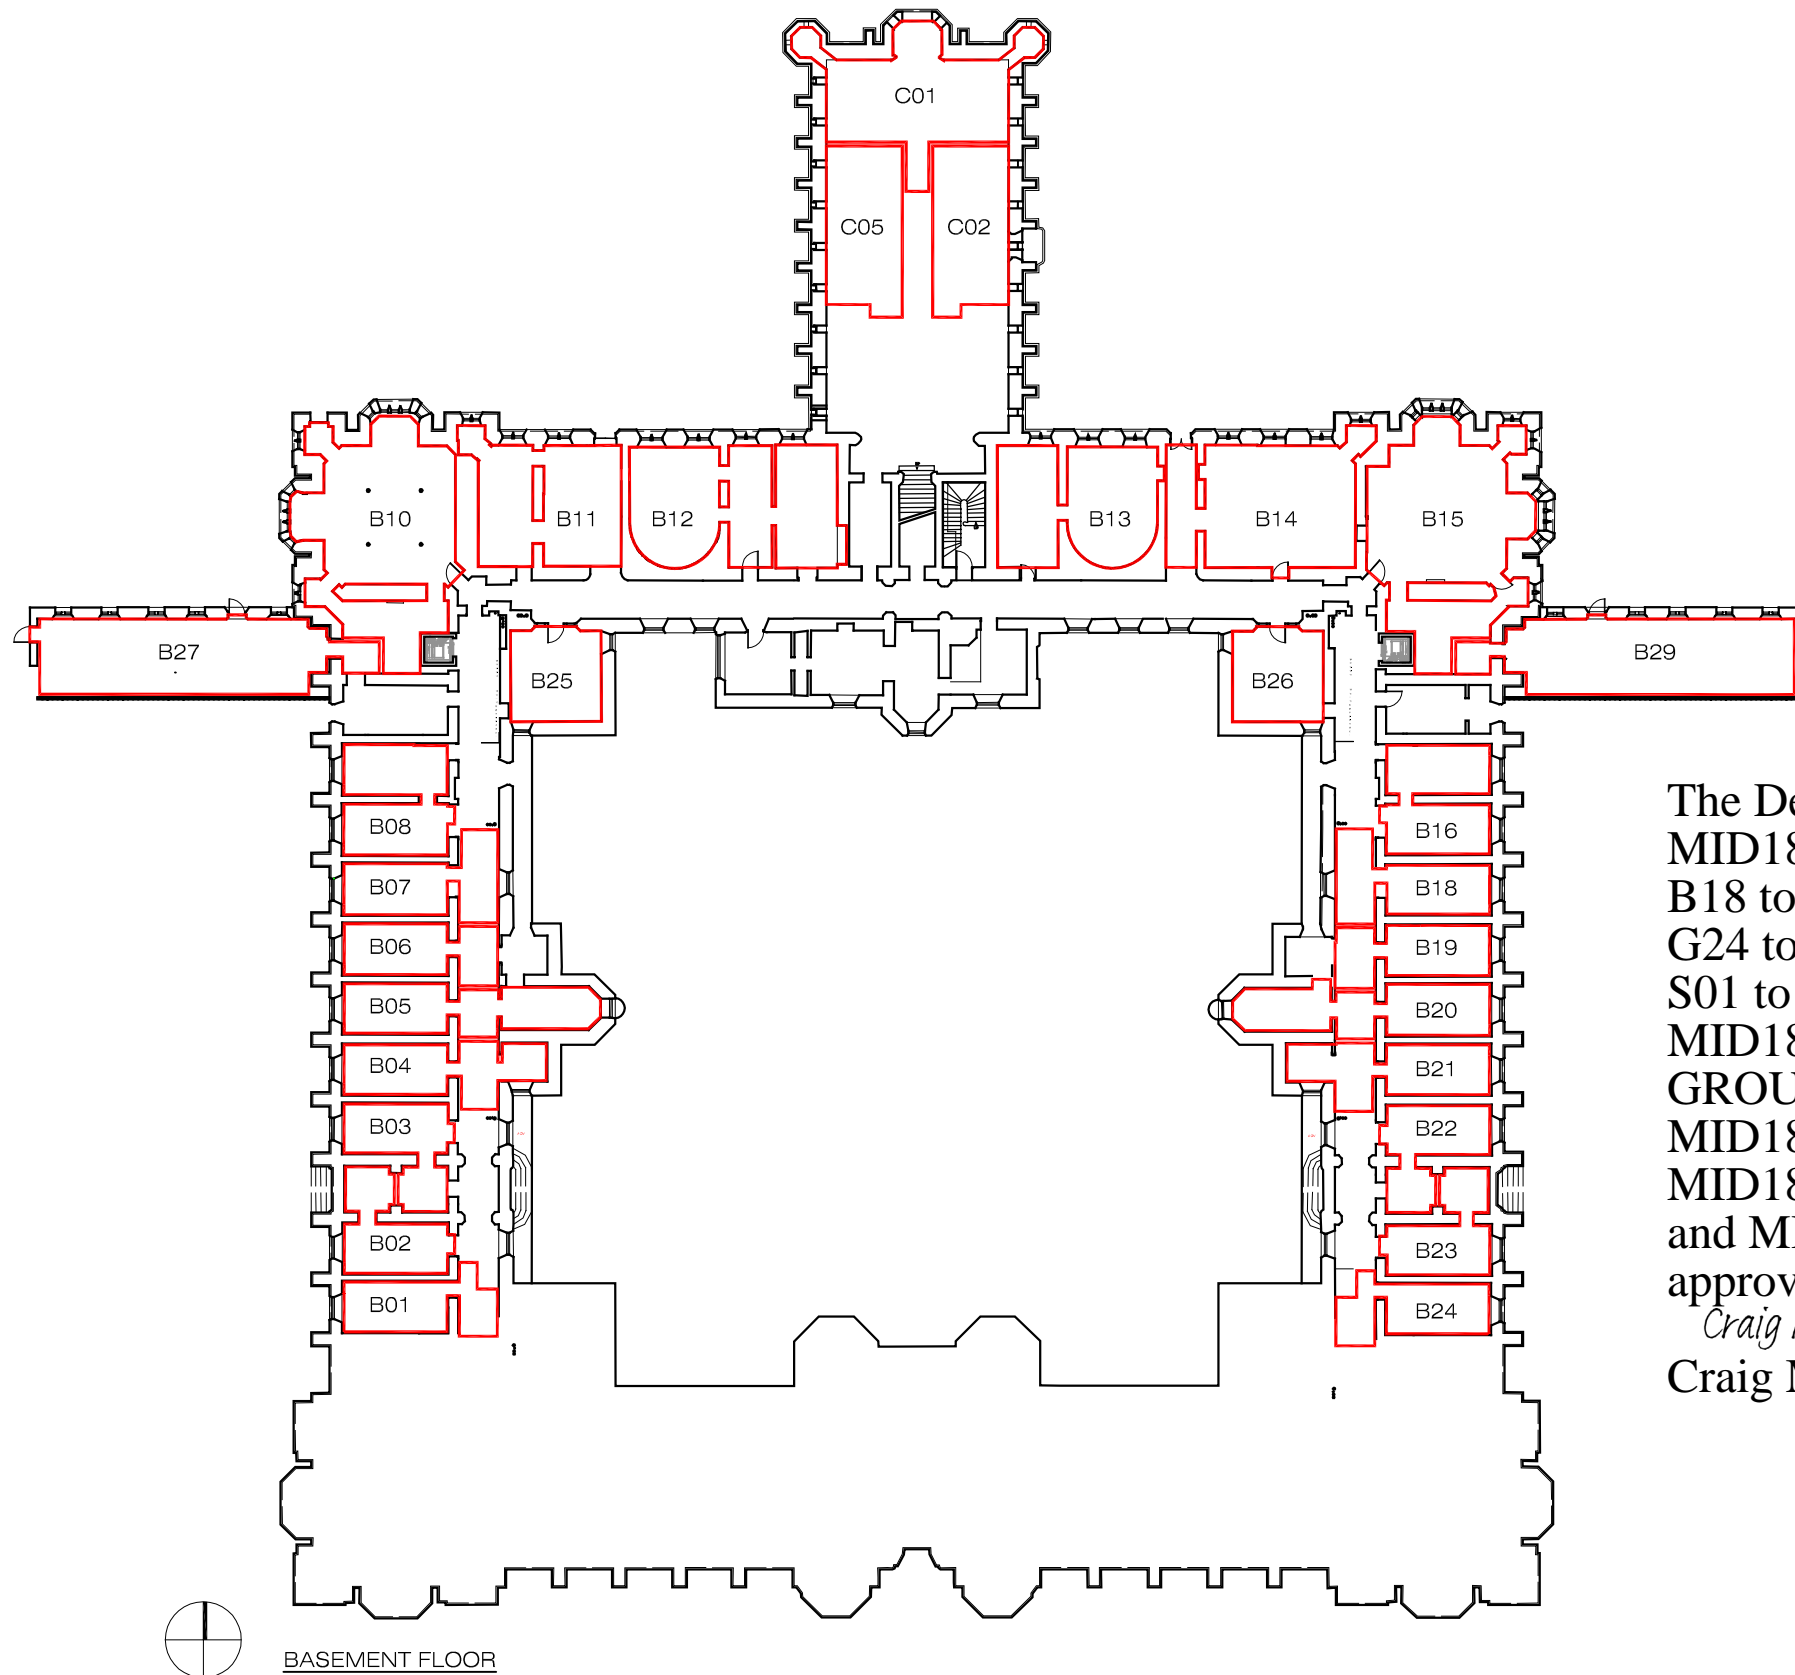 C01
C05 C02
B10 B11 B12 B13 B14 B15
B27 B25 B26 B29
B08 B16
B07 B18
B06 B19
B05 B20
B04 B21
B03 B22
B02 B23
B01 B24
The De
MID18
B18 to
G24 to
S01 to
MID18
GROU
MID18
MID18
and M
approv
Craig
Craig
BASEMENT FLOOR